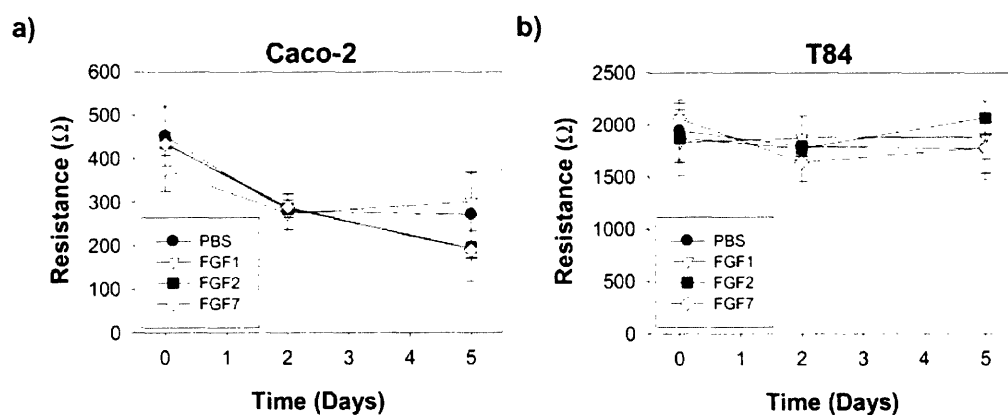 a)
Caco-2
600
500
400
300
200
100
0
Resistance (Ω)
PBS
FGF1
FGF2
FGF7
0 1 2 3 4 5
Time (Days)
b)
T84
2500
2000
1500
1000
500
0
Resistance (Ω)
PBS
FGF1
FGF2
FGF7
0 1 2 3 4 5
Time (Days)